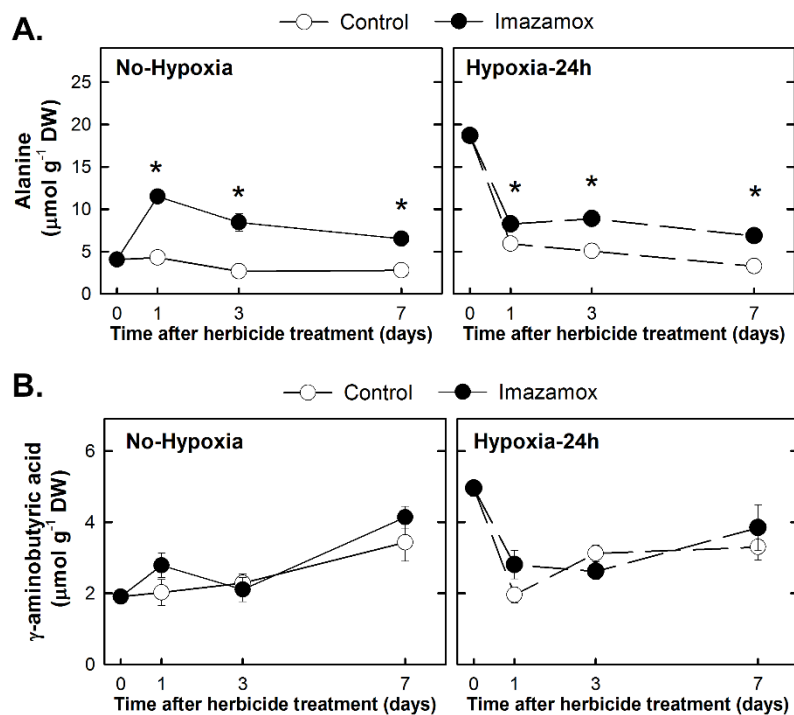 A.
Control
Imazamox
No-Hypoxia
Hypoxia-24h
Alanine
(μmol g⁻¹ DW)
25
20
15
10
5
0
* * *
* * *
0 1 3 7
0 1 3 7
Time after herbicide treatment (days)
Time after herbicide treatment (days)
B.
Control
Imazamox
No-Hypoxia
Hypoxia-24h
γ-aminobutyric acid
(μmol g⁻¹ DW)
6
4
2
0
0 1 3 7
0 1 3 7
Time after herbicide treatment (days)
Time after herbicide treatment (days)